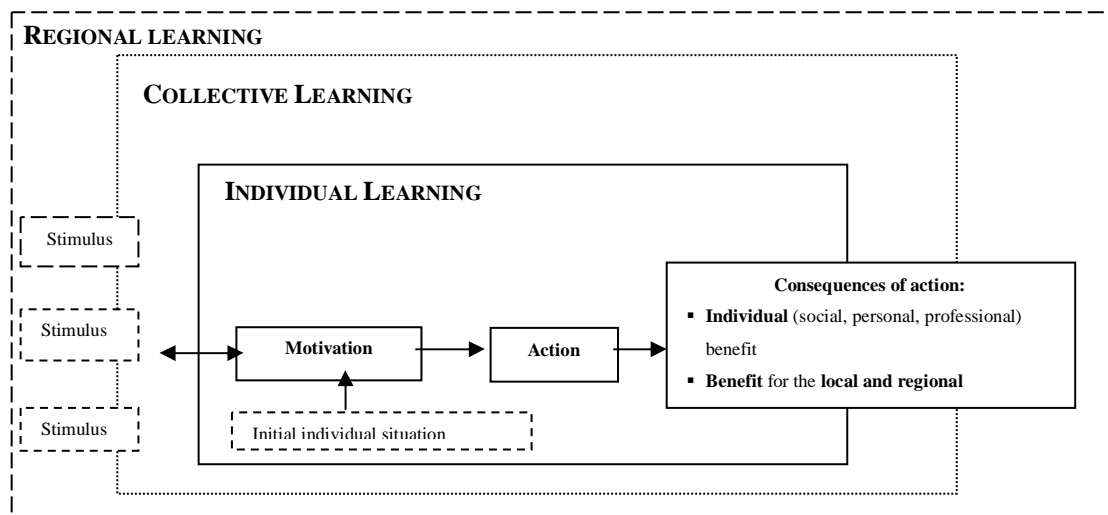 REGIONAL LEARNING
COLLECTIVE LEARNING
INDIVIDUAL LEARNING
Stimulus
Stimulus
Stimulus
Motivation
Action
Initial individual situation
Consequences of action:
▪ Individual (social, personal, professional)
benefit
▪ Benefit for the local and regional